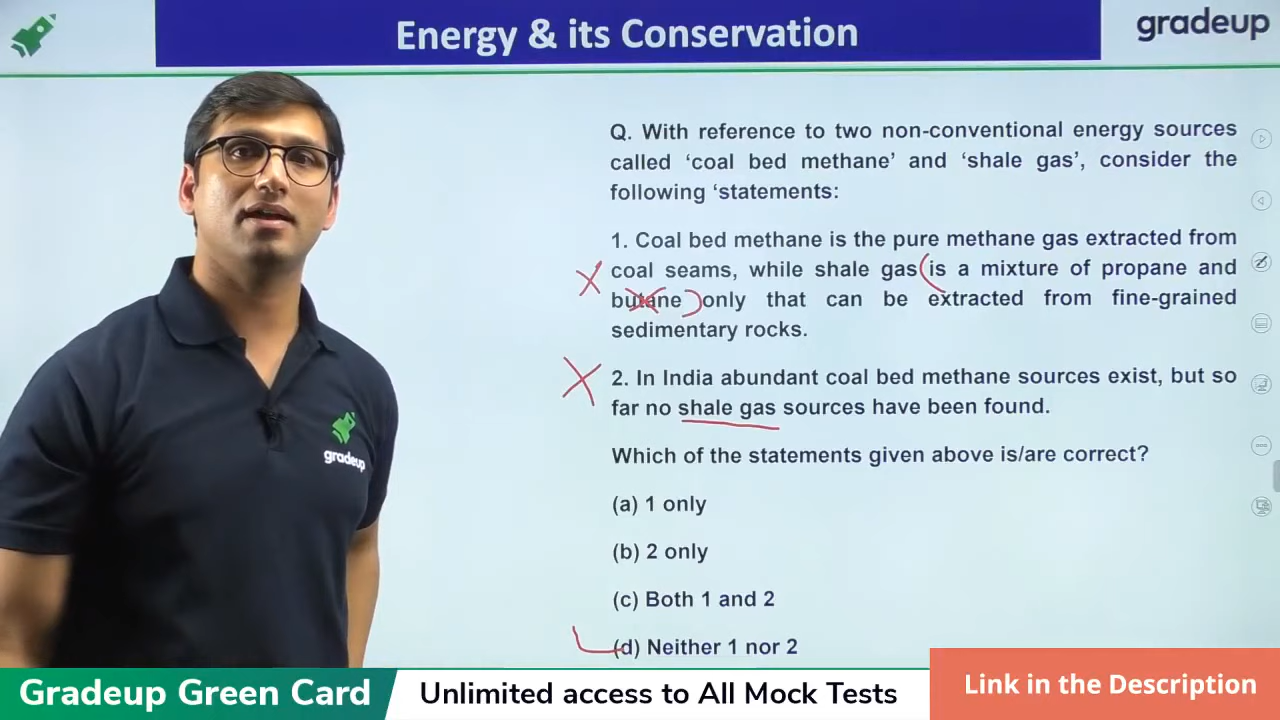 Energy & its Conservation
gradeup
Q. With reference to two non-conventional energy sources
called ‘coal bed methane’ and ‘shale gas’, consider the
following ‘statements:
1. Coal bed methane is the pure methane gas extracted from
coal seams, while shale gas is a mixture of propane and
butane only that can be extracted from fine-grained
sedimentary rocks.
2. In India abundant coal bed methane sources exist, but so
far no shale gas sources have been found.
Which of the statements given above is/are correct?
(a) 1 only
(b) 2 only
(c) Both 1 and 2
(d) Neither 1 nor 2
gradeup
Gradeup Green Card
Unlimited access to All Mock Tests
Link in the Description